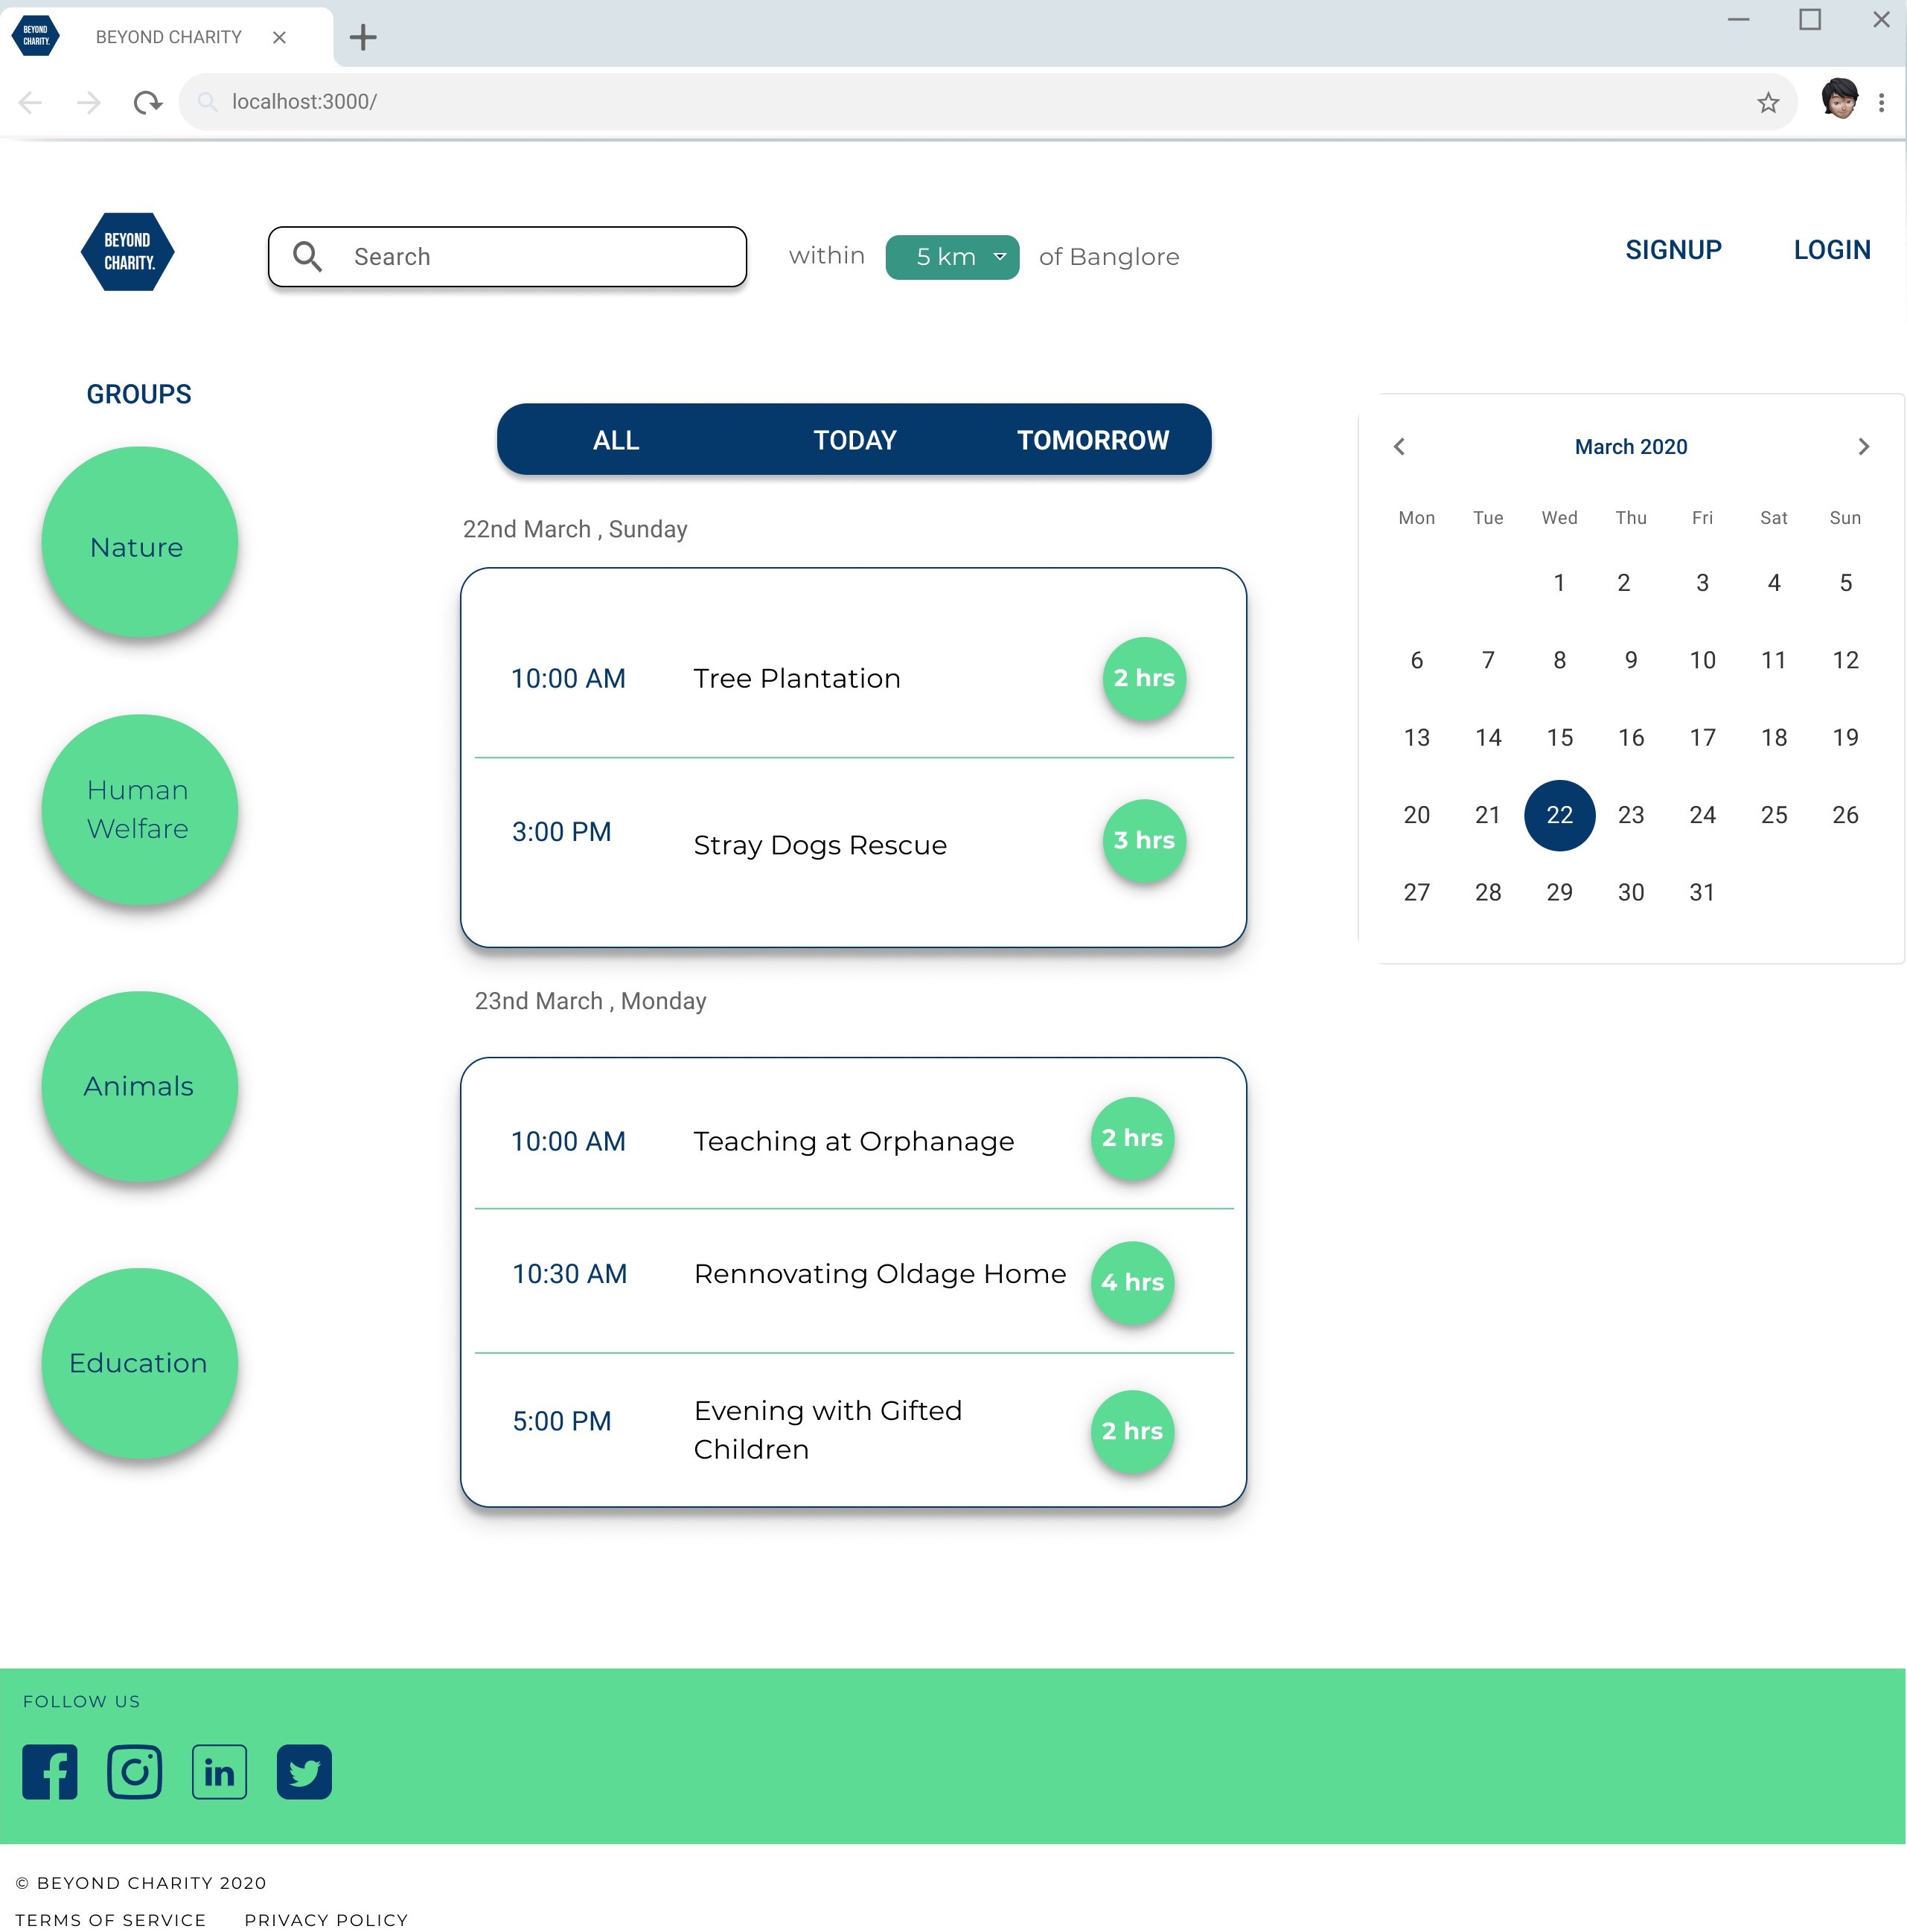 BEYOND
CHARITY.
BEYOND CHARITY
localhost:3000/
BEYOND
CHARITY.
Search
within
5 km
of Banglore
SIGNUP
LOGIN
GROUPS
Nature
Human
Welfare
Animals
Education
ALL
TODAY
TOMORROW
22nd March , Sunday
10:00 AM
Tree Plantation
2 hrs
3:00 PM
Stray Dogs Rescue
3 hrs
23nd March , Monday
10:00 AM
Teaching at Orphanage
2 hrs
10:30 AM
Rennovating Oldage Home
4 hrs
5:00 PM
Evening with Gifted
Children
2 hrs
March 2020
Mon Tue Wed Thu Fri Sat Sun
1 2 3 4 5
6 7 8 9 10 11 12
13 14 15 16 17 18 19
20 21 22 23 24 25 26
27 28 29 30 31
FOLLOW US
in
© BEYOND CHARITY 2020
TERMS OF SERVICE
PRIVACY POLICY